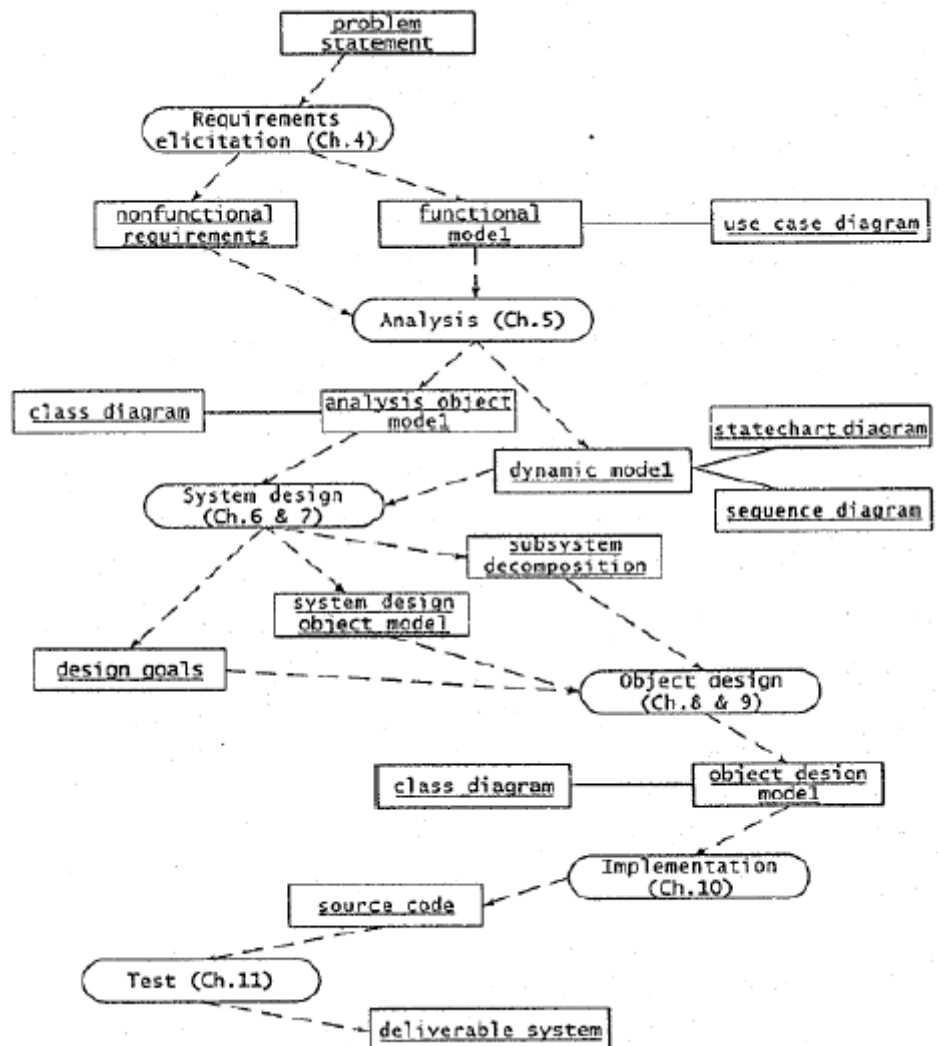 problem
statement
Requirements
elicitation (Ch.4)
nonfunctional
requirements
functional
model
use case diagram
Analysis (Ch.5)
class diagram
analysis object
model
statechart diagram
dynamic model
System design
(Ch.6 & 7)
sequence diagram
subsystem
decomposition
system design
object model
design goals
Object design
(Ch.8 & 9)
class diagram
object design
model
Implementation
(Ch.10)
source code
Test (Ch.11)
deliverable system